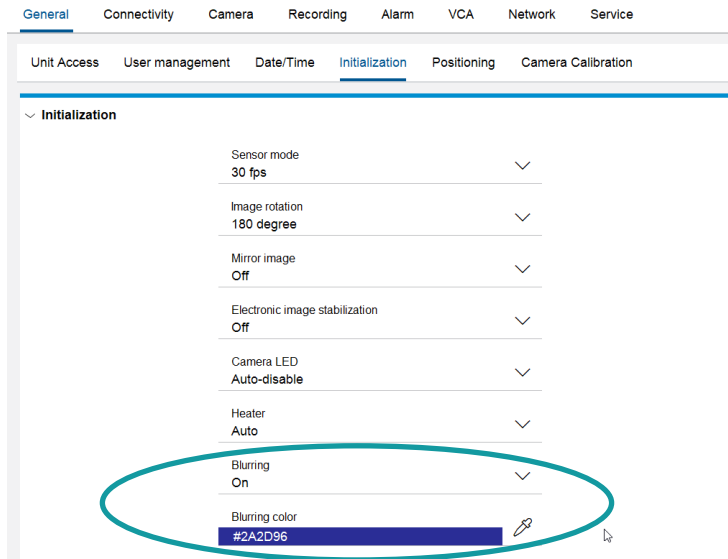 General Connectivity Camera Recording Alarm VCA Network Service
Unit Access User management Date/Time Initialization Positioning Camera Calibration
Initialization
Sensor mode
30 fps
Image rotation
180 degree
Mirror image
Off
Electronic image stabilization
Off
Camera LED
Auto-disable
Heater
Auto
Blurring
On
Blurring color
#2A2D96